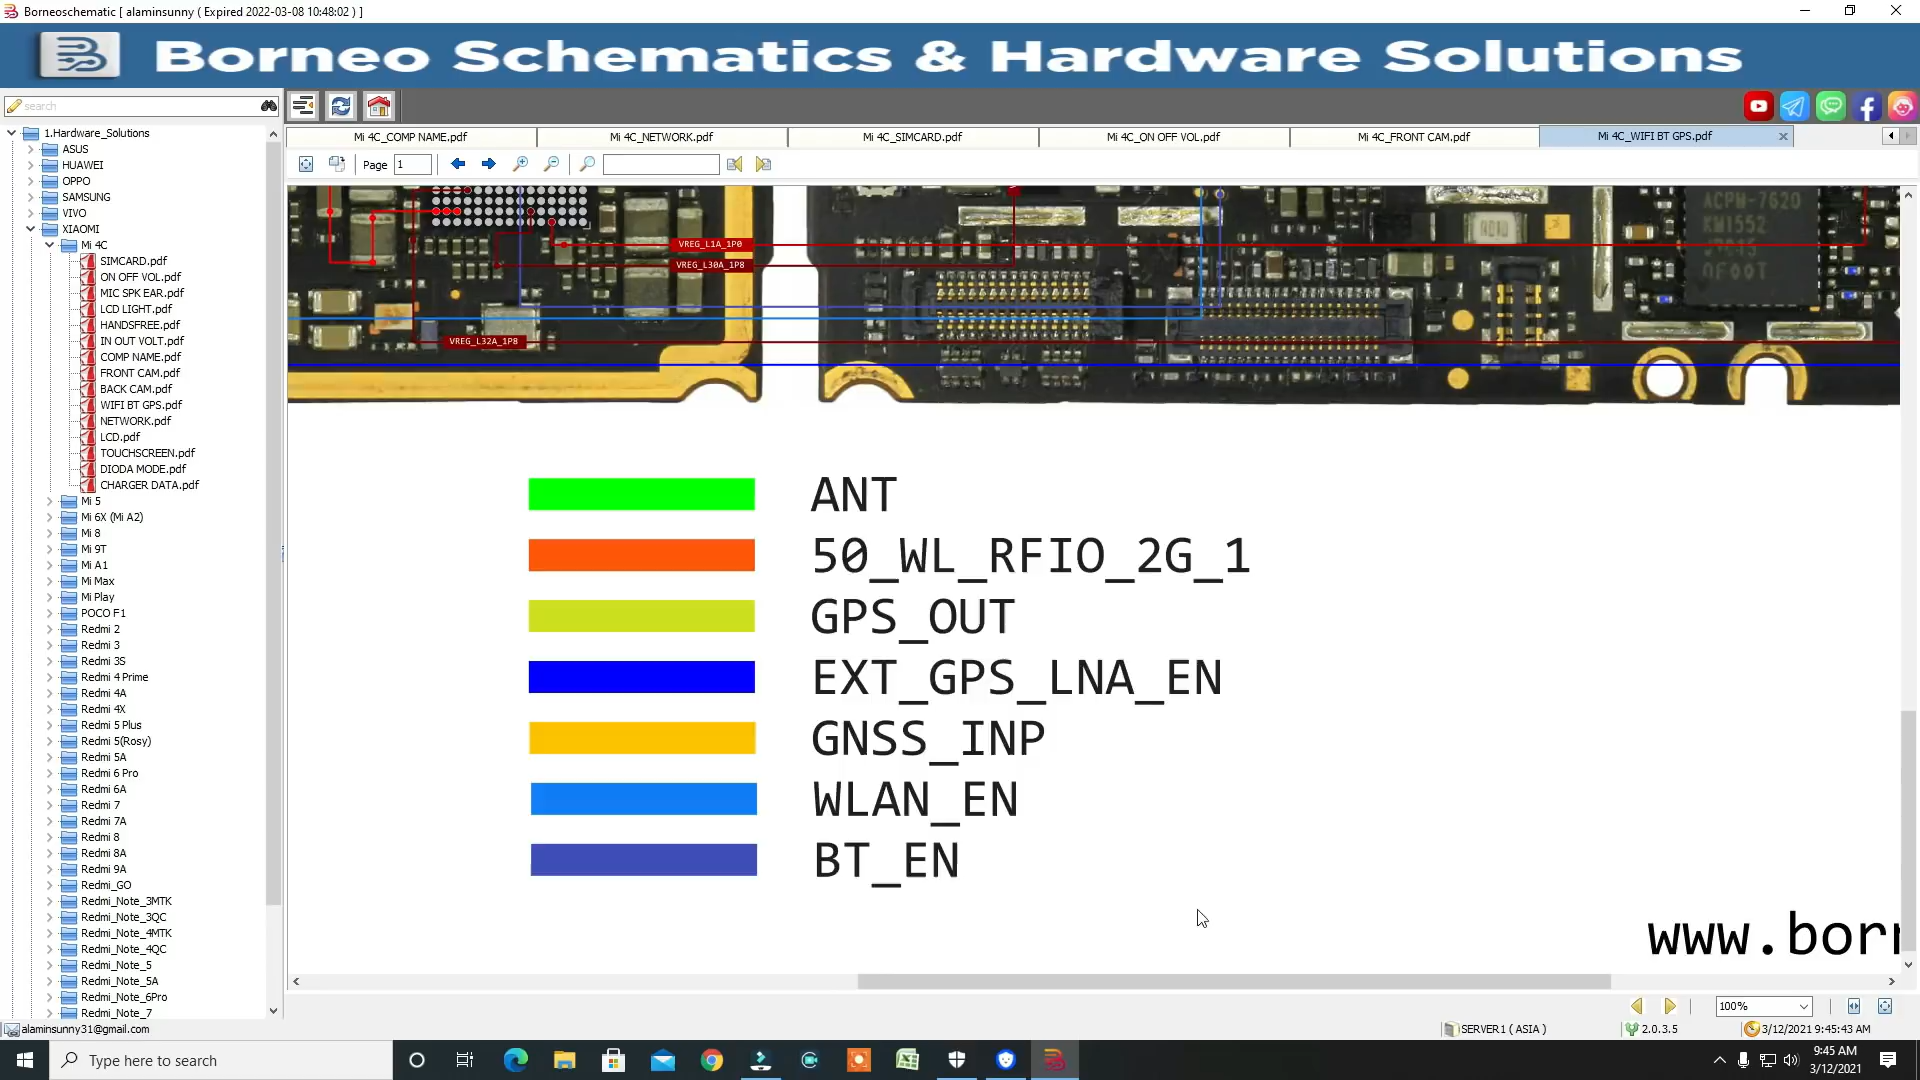 Borneoschematic [ alaminsunny ( Expired 2022-03-08 10:48:02 ) ]
Borneo Schematics & Hardware Solutions
search
1.Hardware_Solutions
ASUS
HUAWEI
OPPO
SAMSUNG
VIVO
XIAOMI
Mi 4C
SIMCARD.pdf
ON OFF VOL.pdf
MIC SPK EAR.pdf
LCD LIGHT.pdf
HANDSFREE.pdf
IN OUT VOLT.pdf
COMP NAME.pdf
FRONT CAM.pdf
BACK CAM.pdf
WIFI BT GPS.pdf
NETWORK.pdf
LCD.pdf
TOUCHSCREEN.pdf
DIODA MODE.pdf
CHARGER DATA.pdf
Mi 5
Mi 6X (Mi A2)
Mi 8
Mi 9T
Mi A1
Mi Max
Mi Play
POCO F1
Redmi 2
Redmi 3
Redmi 3S
Redmi 4 Prime
Redmi 4A
Redmi 4X
Redmi 5 Plus
Redmi 5(Rosy)
Redmi 5A
Redmi 6 Pro
Redmi 6A
Redmi 7
Redmi 7A
Redmi 8
Redmi 8A
Redmi 9A
Redmi_GO
Redmi_Note_3MTK
Redmi_Note_3QC
Redmi_Note_4MTK
Redmi_Note_4QC
Redmi_Note_5
Redmi_Note_5A
Redmi_Note_6Pro
Redmi_Note_7
Mi 4C_COMP NAME.pdf
Mi 4C_NETWORK.pdf
Mi 4C_SIMCARD.pdf
Mi 4C_ON OFF VOL.pdf
Mi 4C_FRONT CAM.pdf
Mi 4C_WIFI BT GPS.pdf
Page 1
VREG_L1A_1P0
VREG_L30A_1P8
VREG_L32A_1P8
ACPM-7620
KM1552
ANT
50_WL_RFIO_2G_1
GPS_OUT
EXT_GPS_LNA_EN
GNSS_INP
WLAN_EN
BT_EN
www.born
100%
alaminsunny31@gmail.com
SERVER1 ( ASIA )
2.0.3.5
3/12/2021 9:45:43 AM
Type here to search
9:45 AM
3/12/2021